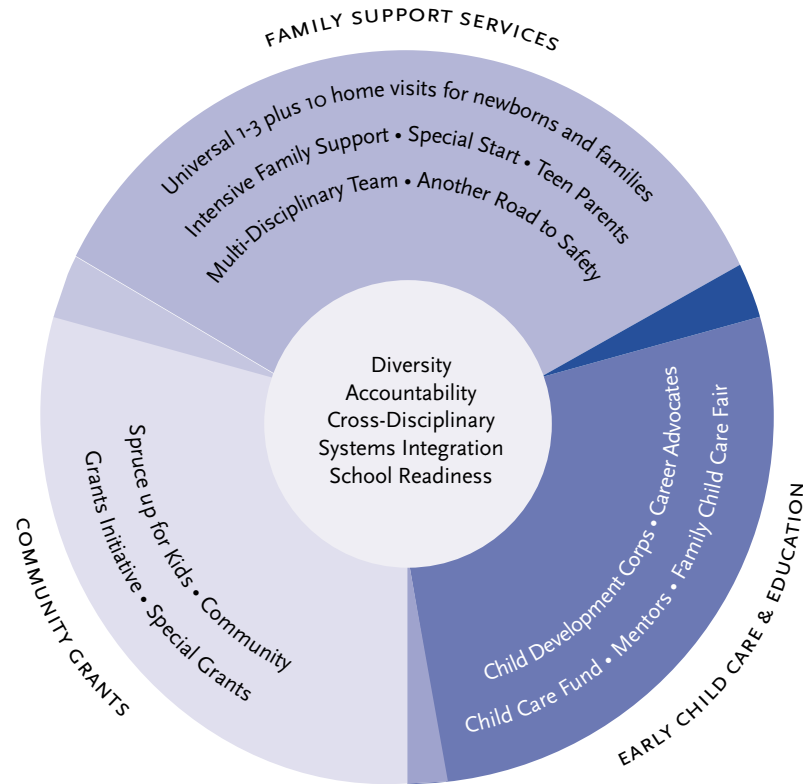 FAMILY SUPPORT SERVICES
Universal 1-3 plus 10 home visits for newborns and families
Intensive Family Support • Special Start • Teen Parents
Multi-Disciplinary Team • Another Road to Safety
Diversity
Accountability
Cross-Disciplinary
Systems Integration
School Readiness
Spruce up for Kids • Community
Grants Initiative • Special Grants
COMMUNITY GRANTS
Child Development Corps • Career Advocates
Child Care Fund • Mentors • Family Child Care Fair
EARLY CHILD CARE & EDUCATION